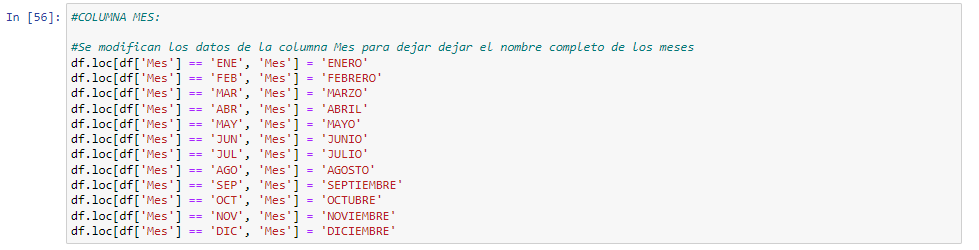 In [56]: #COLUMNA MES:
#Se modifican los datos de la columna Mes para dejar dejar el nombre completo de los meses
df.loc[df['Mes'] == 'ENE', 'Mes'] = 'ENERO'
df.loc[df['Mes'] == 'FEB', 'Mes'] = 'FEBRERO'
df.loc[df['Mes'] == 'MAR', 'Mes'] = 'MARZO'
df.loc[df['Mes'] == 'ABR', 'Mes'] = 'ABRIL'
df.loc[df['Mes'] == 'MAY', 'Mes'] = 'MAYO'
df.loc[df['Mes'] == 'JUN', 'Mes'] = 'JUNIO'
df.loc[df['Mes'] == 'JUL', 'Mes'] = 'JULIO'
df.loc[df['Mes'] == 'AGO', 'Mes'] = 'AGOSTO'
df.loc[df['Mes'] == 'SEP', 'Mes'] = 'SEPTIEMBRE'
df.loc[df['Mes'] == 'OCT', 'Mes'] = 'OCTUBRE'
df.loc[df['Mes'] == 'NOV', 'Mes'] = 'NOVIEMBRE'
df.loc[df['Mes'] == 'DIC', 'Mes'] = 'DICIEMBRE'